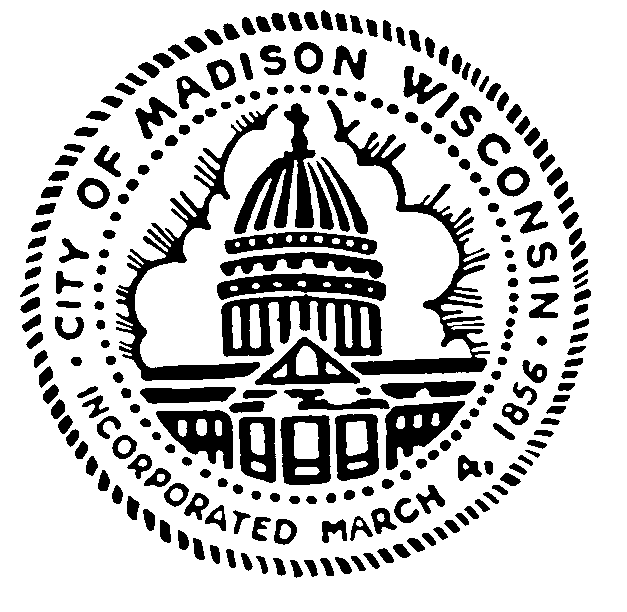 · CITY OF MADISON WISCONSIN ·
INCORPORATED MARCH 4, 1856